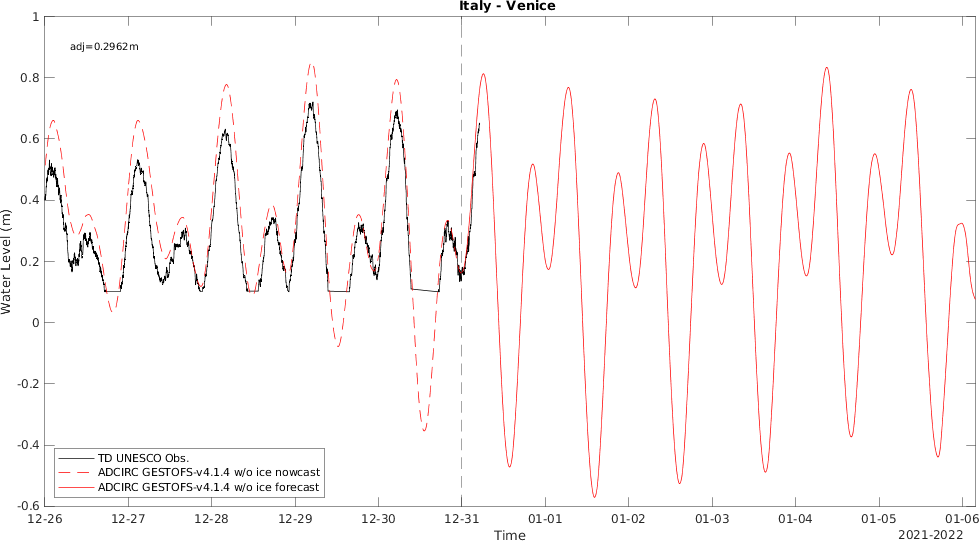 Italy - Venice
adj=0.2962m
Water Level (m)
1
0.8
0.6
0.4
0.2
0
-0.2
-0.4
-0.6
TD UNESCO Obs.
ADCIRC GESTOFS-v4.1.4 w/o ice nowcast
ADCIRC GESTOFS-v4.1.4 w/o ice forecast
12-26 12-27 12-28 12-29 12-30 12-31 01-01 01-02 01-03 01-04 01-05 01-06
Time
2021-2022